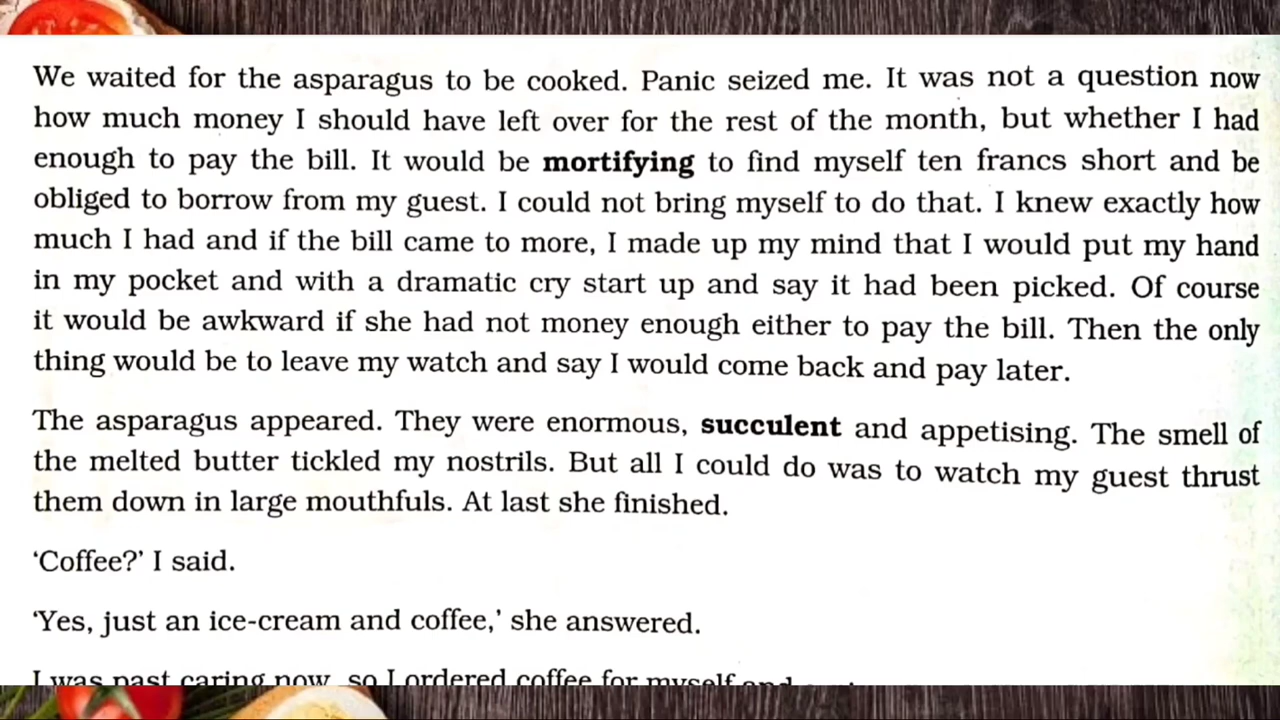 We waited for the asparagus to be cooked. Panic seized me. It was not a question now
how much money I should have left over for the rest of the month, but whether I had
enough to pay the bill. It would be mortifying to find myself ten francs short and be
obliged to borrow from my guest. I could not bring myself to do that. I knew exactly how
much I had and if the bill came to more, I made up my mind that I would put my hand
in my pocket and with a dramatic cry start up and say it had been picked. Of course
it would be awkward if she had not money enough either to pay the bill. Then the only
thing would be to leave my watch and say I would come back and pay later.
The asparagus appeared. They were enormous, succulent and appetising. The smell of
the melted butter tickled my nostrils. But all I could do was to watch my guest thrust
them down in large mouthfuls. At last she finished.
‘Coffee?’ I said.
‘Yes, just an ice-cream and coffee,’ she answered.
I was past caring now, so I ordered coffee for myself and